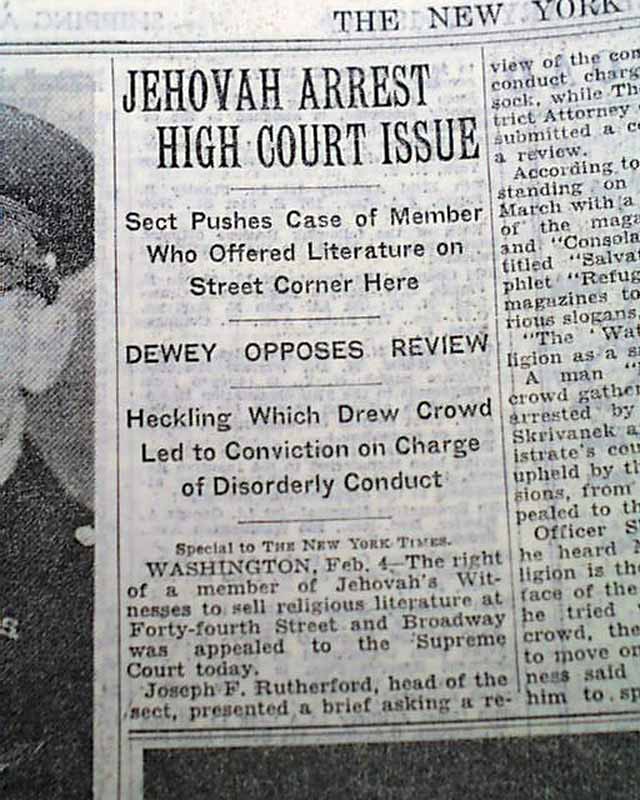 THE NEW YORK
JEHOVAH ARREST
HIGH COURT ISSUE
Sect Pushes Case of Member
Who Offered Literature on
Street Corner Here
DEWEY OPPOSES REVIEW
Heckling Which Drew Crowd
Led to Conviction on Charge
of Disorderly Conduct
Special to THE NEW YORK TIMES.
WASHINGTON, Feb. 4—The right
of a member of Jehovah's Wit-
nesses to sell religious literature at
Forty-fourth Street and Broadway
was appealed to the Supreme
Court today.
Joseph F. Rutherford, head of the
sect, presented a brief asking a re-
view of the con
conduct charg
sock, while Th
trict Attorney
submitted a c
a review.
According to
standing on
March with a
of the maga
and "Consola
titled "Salvat
phlet "Refug
magazines to
rious slogans,
"The 'Wat
ligion as a s
A man
crowd gathe
arrested by
Skrivanek a
istrate's cou
upheld by th
sions, from
pealed to th
Officer S
he heard
ligion is the
face of the
he tried
crowd, the
to move on
ness said
him to sp